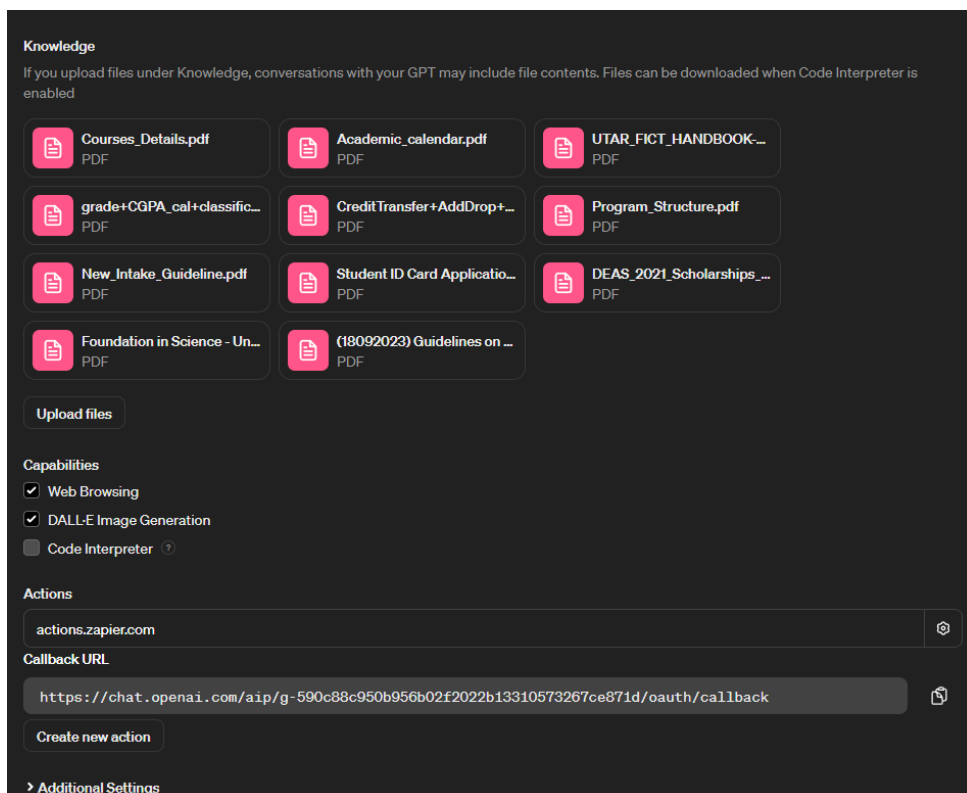 Knowledge
If you upload files under Knowledge, conversations with your GPT may include file contents. Files can be downloaded when Code Interpreter is
enabled
Courses_Details.pdf
PDF
Academic_calendar.pdf
PDF
UTAR_FICT_HANDBOOK-...
PDF
grade+CGPA_cal+classific...
PDF
CreditTransfer+AddDrop+...
PDF
Program_Structure.pdf
PDF
New_Intake_Guideline.pdf
PDF
Student ID Card Applicatio...
PDF
DEAS_2021_Scholarships_...
PDF
Foundation in Science - Un...
PDF
(18092023) Guidelines on ...
PDF
Upload files
Capabilities
Web Browsing
DALL·E Image Generation
Code Interpreter ?
Actions
actions.zapier.com
Callback URL
https://chat.openai.com/aip/g-590c88c950b956b02f2022b13310573267ce871d/oauth/callback
Create new action
Additional Settings